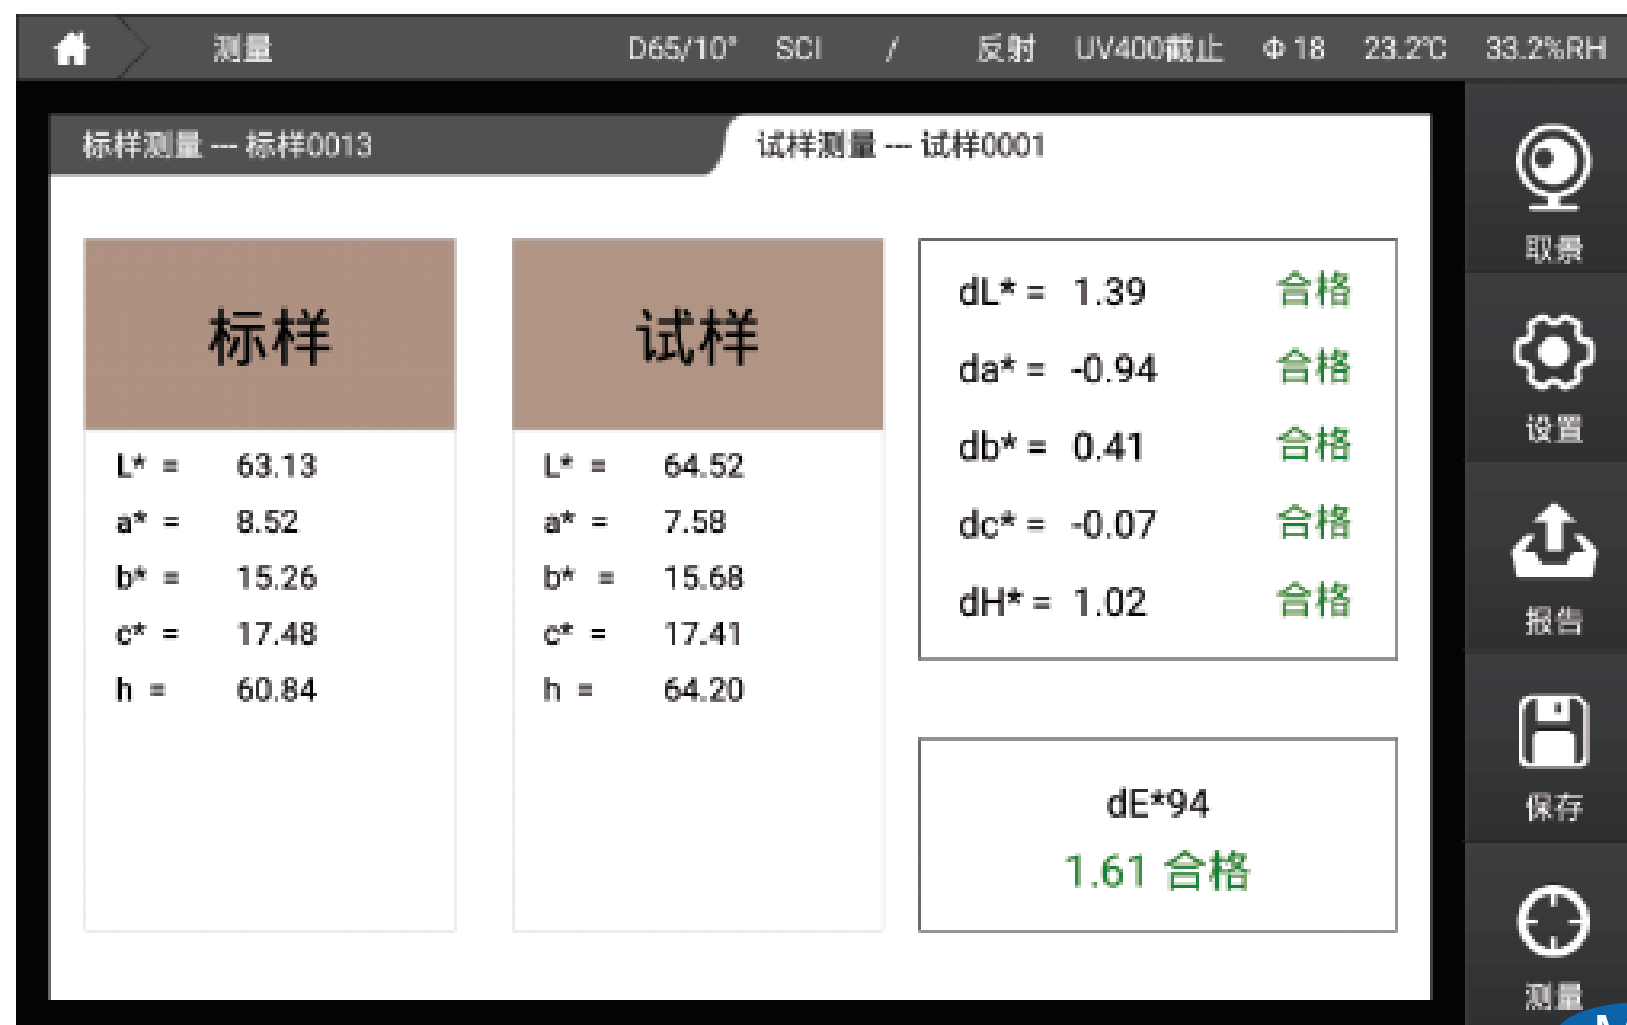 测量 D65/10° SCI / 反射 UV400截止 Φ 18 23.2℃ 33.2%RH
标样测量 --- 标样0013
试样测量 --- 试样0001
标样
L* = 63.13
a* = 8.52
b* = 15.26
c* = 17.48
h = 60.84
试样
L* = 64.52
a* = 7.58
b* = 15.68
c* = 17.41
h = 64.20
dL* = 1.39 合格
da* = -0.94 合格
db* = 0.41 合格
dc* = -0.07 合格
dH* = 1.02 合格
dE*94
1.61 合格
取景
设置
报告
保存
测量